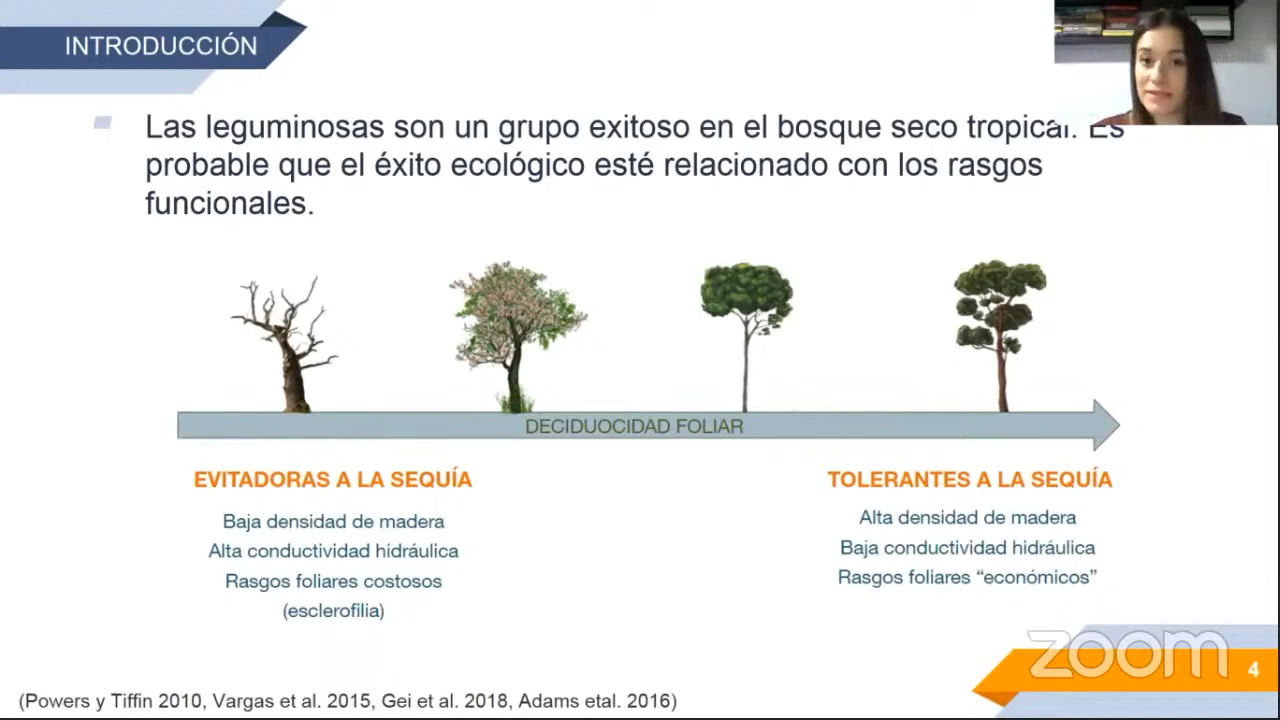 INTRODUCCIÓN
Las leguminosas son un grupo exitoso en el bosque seco tropical. Es
probable que el éxito ecológico esté relacionado con los rasgos
funcionales.
DECIDUOCIDAD FOLIAR
EVITADORAS A LA SEQUÍA
Baja densidad de madera
Alta conductividad hidráulica
Rasgos foliares costosos
(esclerofilia)
TOLERANTES A LA SEQUÍA
Alta densidad de madera
Baja conductividad hidráulica
Rasgos foliares “económicos”
zoom
4
(Powers y Tiffin 2010, Vargas et al. 2015, Gei et al. 2018, Adams etal. 2016)